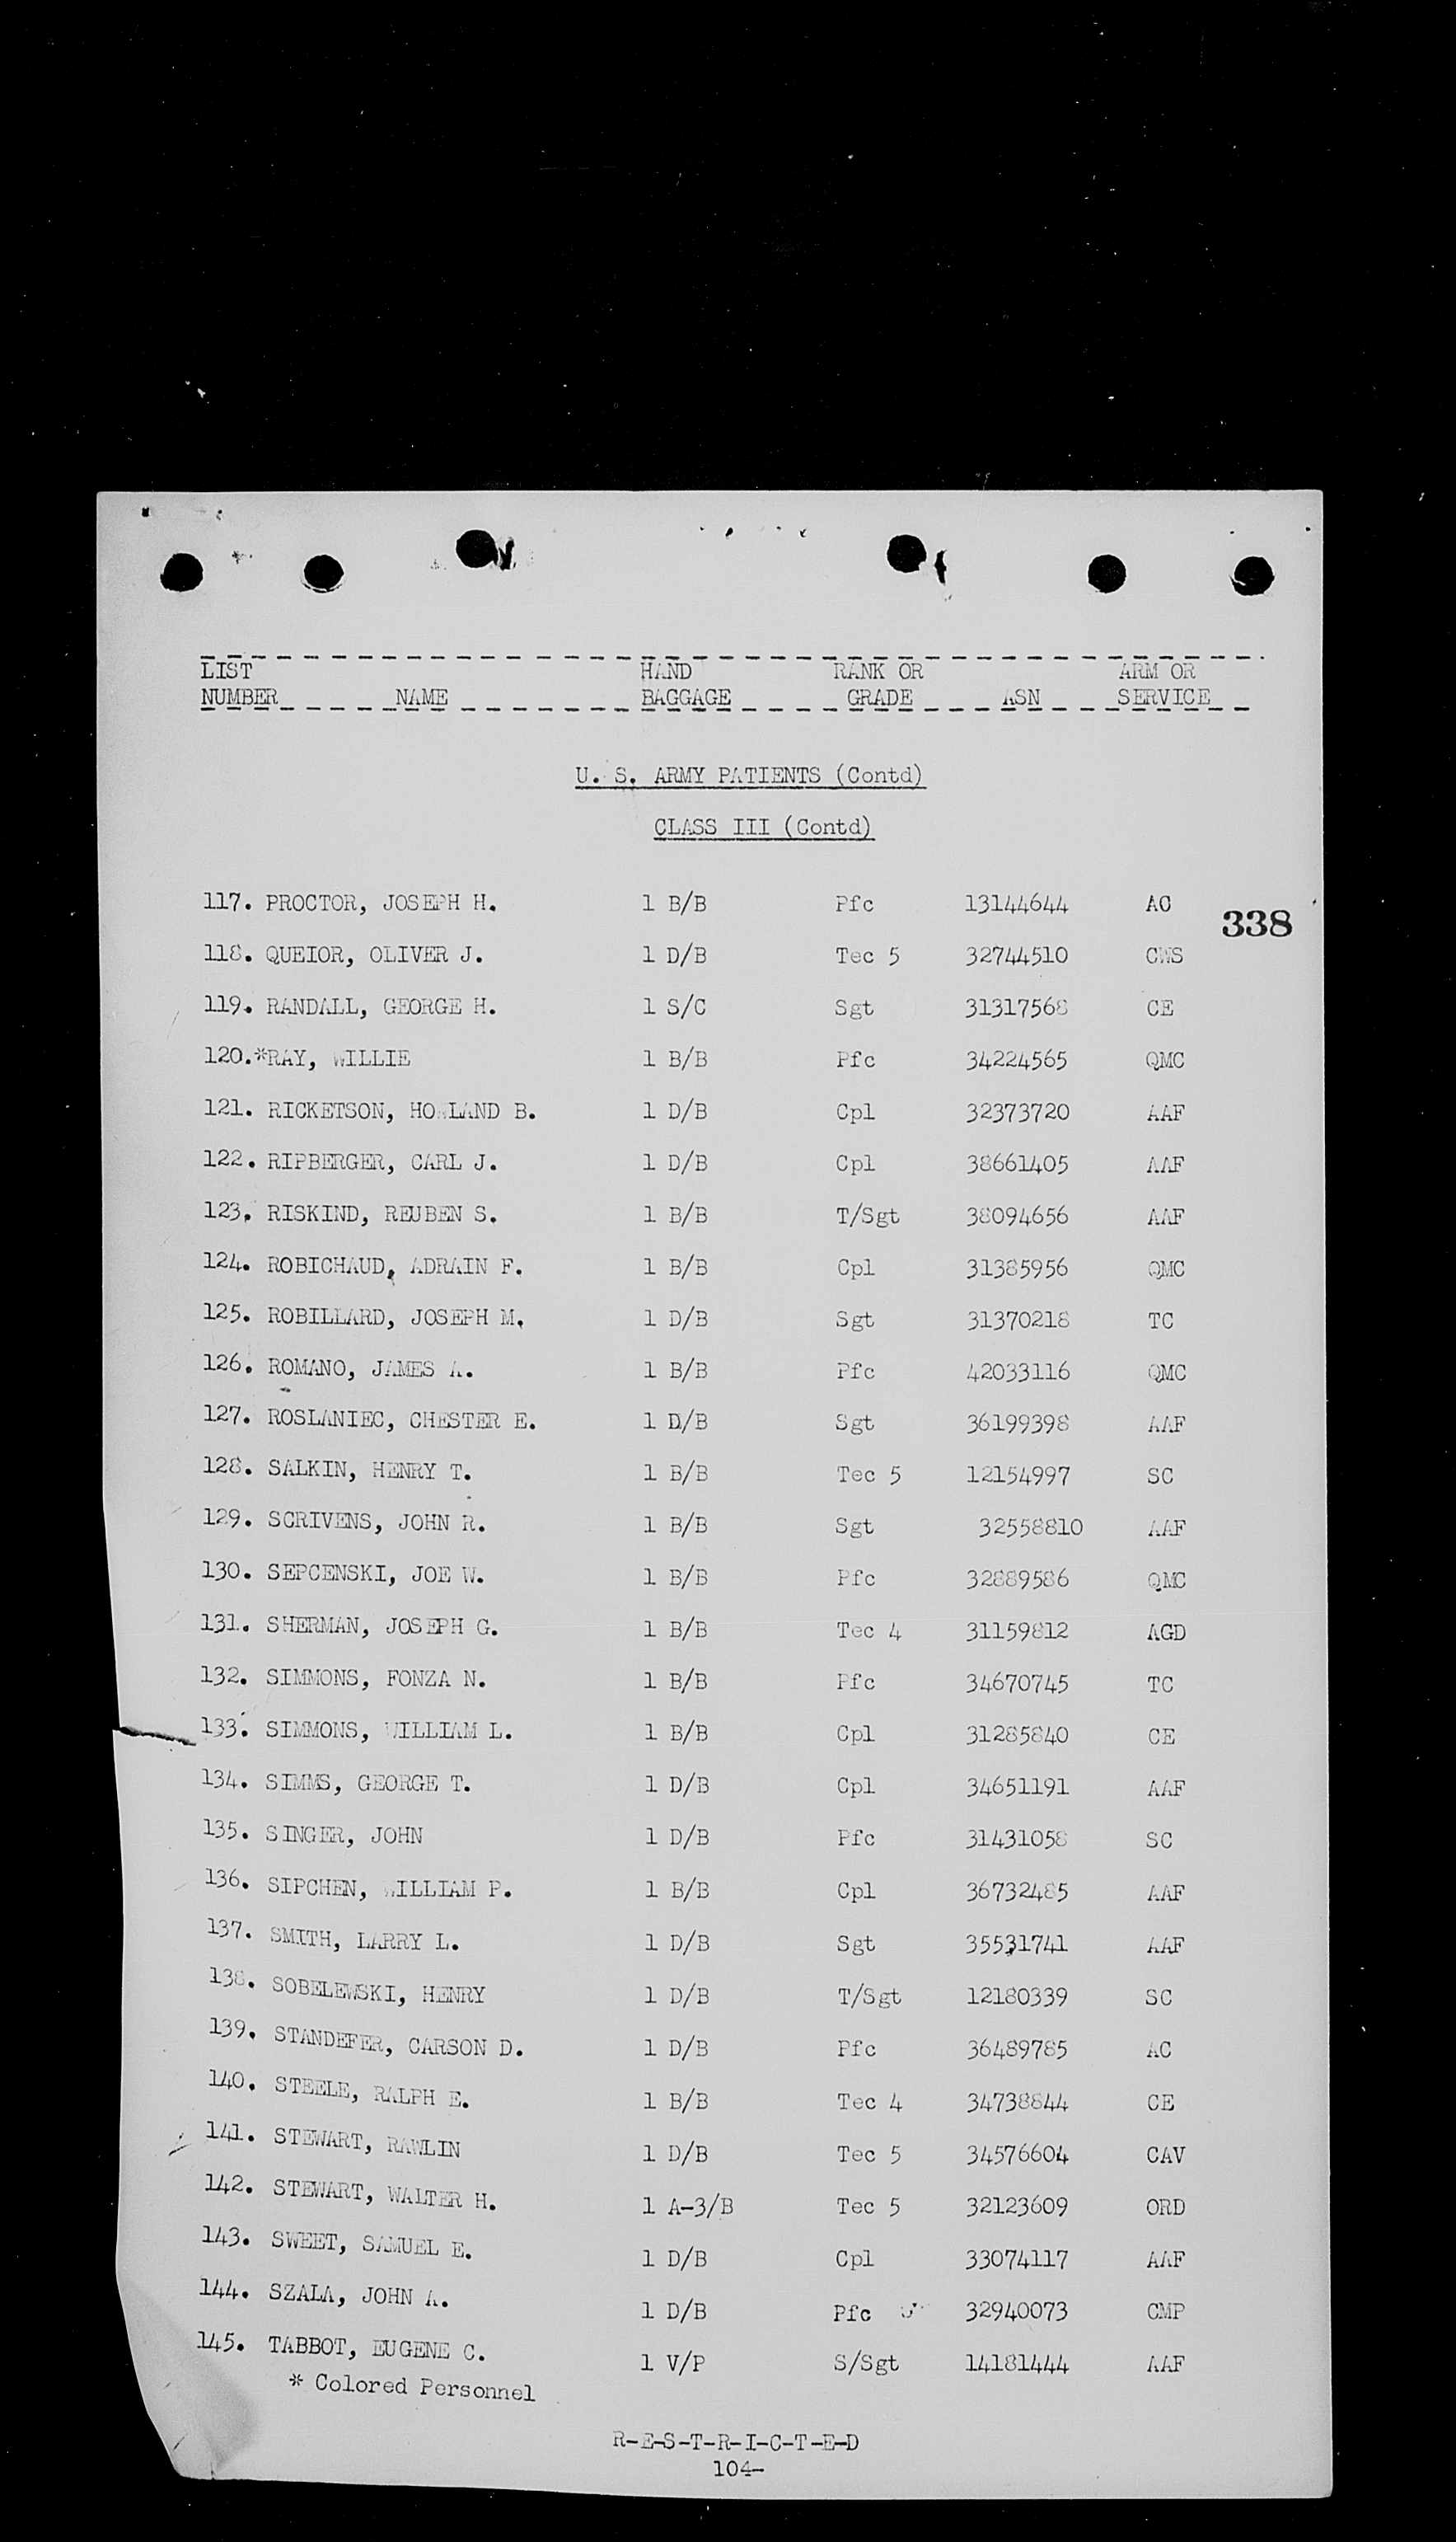 LIST HAND RANK OR ARM OR
NUMBER NAME BAGGAGE GRADE ASN SERVICE
U. S. ARMY PATIENTS (Contd)
CLASS III (Contd)
117. PROCTOR, JOSEPH H. 1 B/B Pfc 13144644 AC
338
118. QUEIOR, OLIVER J. 1 D/B Tec 5 32744510 CWS
119. RANDALL, GEORGE H. 1 S/C Sgt 31317568 CE
120.*RAY, WILLIE 1 B/B Pfc 34224565 QMC
121. RICKETSON, HOWLAND B. 1 D/B Cpl 32373720 AAF
122. RIPBERGER, CARL J. 1 D/B Cpl 38661405 AAF
123. RISKIND, REUBEN S. 1 B/B T/Sgt 38094656 AAF
124. ROBICHAUD, ADRAIN F. 1 B/B Cpl 31385956 QMC
125. ROBILLARD, JOSEPH M. 1 D/B Sgt 31370218 TC
126. ROMANO, JAMES A. 1 B/B Pfc 42033116 QMC
127. ROSLANIEC, CHESTER E. 1 D/B Sgt 36199398 AAF
128. SALKIN, HENRY T. 1 B/B Tec 5 12154997 SC
129. SCRIVENS, JOHN R. 1 B/B Sgt 32558810 AAF
130. SEPCENSKI, JOE W. 1 B/B Pfc 32889586 QMC
131. SHERMAN, JOSEPH G. 1 B/B Tec 4 31159812 AGD
132. SIMMONS, FONZA N. 1 B/B Pfc 34670745 TC
133. SIMMONS, WILLIAM L. 1 B/B Cpl 31285840 CE
134. SIMMS, GEORGE T. 1 D/B Cpl 34651191 AAF
135. SINGER, JOHN 1 D/B Pfc 31431058 SC
136. SIPCHEN, WILLIAM P. 1 B/B Cpl 36732485 AAF
137. SMITH, LARRY L. 1 D/B Sgt 35531741 AAF
138. SOBELEWSKI, HENRY 1 D/B T/Sgt 12180339 SC
139. STANDEFER, CARSON D. 1 D/B Pfc 36489785 AC
140. STEELE, RALPH E. 1 B/B Tec 4 34738844 CE
141. STEWART, RAWLIN 1 D/B Tec 5 34576604 CAV
142. STEWART, WALTER H. 1 A-3/B Tec 5 32123609 ORD
143. SWEET, SAMUEL E. 1 D/B Cpl 33074117 AAF
144. SZALA, JOHN A. 1 D/B Pfc 32940073 CMP
145. TABBOT, EUGENE C. 1 V/P S/Sgt 14181444 AAF
* Colored Personnel
R-E-S-T-R-I-C-T-E-D
104-